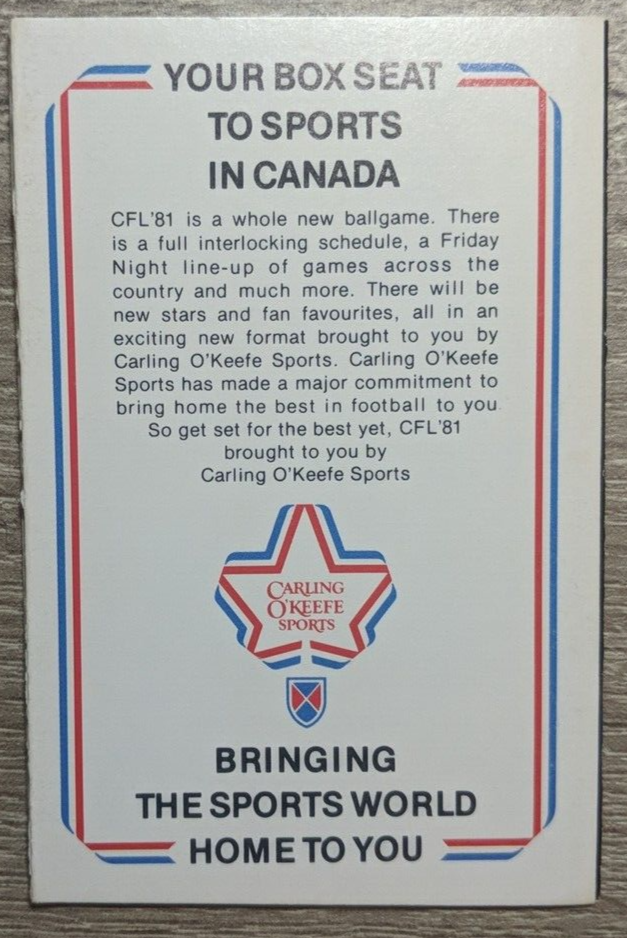 YOUR BOX SEAT
TO SPORTS
IN CANADA
CFL'81 is a whole new ballgame. There
is a full interlocking schedule, a Friday
Night line-up of games across the
country and much more. There will be
new stars and fan favourites, all in an
exciting new format brought to you by
Carling O'Keefe Sports. Carling O'Keefe
Sports has made a major commitment to
bring home the best in football to you.
So get set for the best yet, CFL'81
brought to you by
Carling O'Keefe Sports
CARLING
O'KEEFE
SPORTS
BRINGING
THE SPORTS WORLD
HOME TO YOU